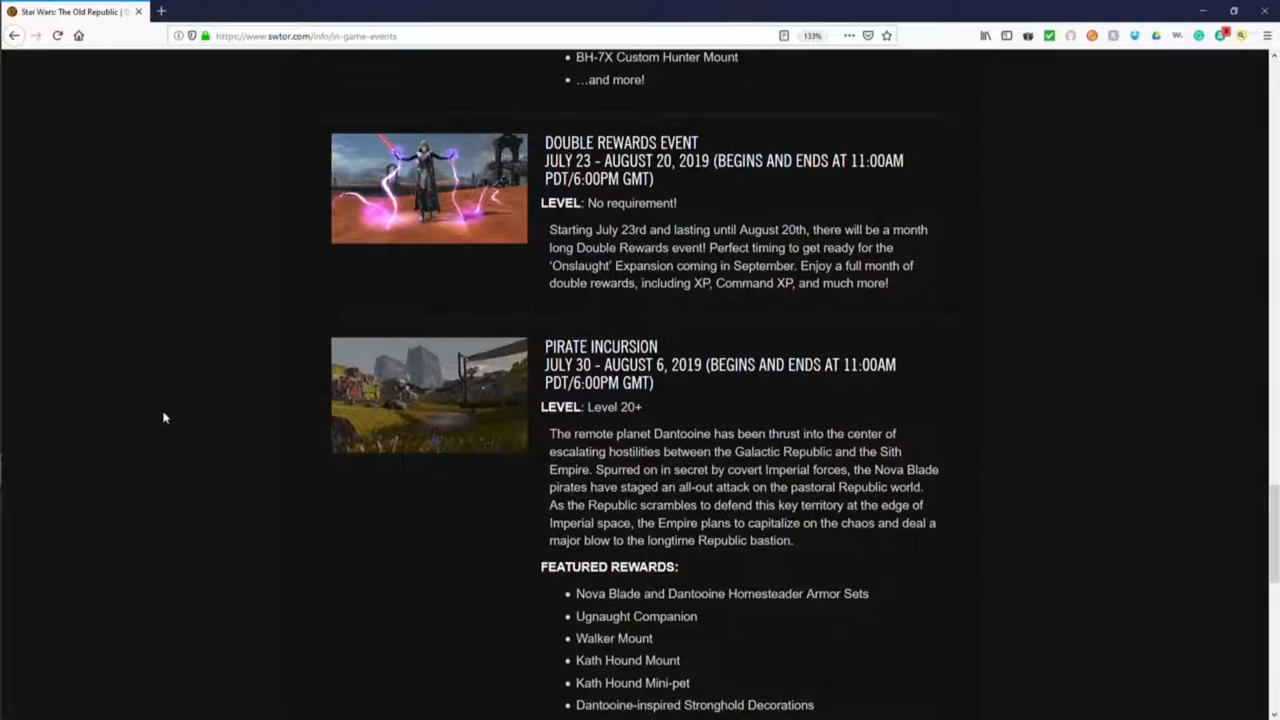 Star Wars: The Old Republic |
https://www.swtor.com/info/in-game-events
133%
BH-7X Custom Hunter Mount
...and more!
DOUBLE REWARDS EVENT
JULY 23 - AUGUST 20, 2019 (BEGINS AND ENDS AT 11:00AM
PDT/6:00PM GMT)
LEVEL: No requirement!
Starting July 23rd and lasting until August 20th, there will be a month
long Double Rewards event! Perfect timing to get ready for the
‘Onslaught’ Expansion coming in September. Enjoy a full month of
double rewards, including XP, Command XP, and much more!
PIRATE INCURSION
JULY 30 - AUGUST 6, 2019 (BEGINS AND ENDS AT 11:00AM
PDT/6:00PM GMT)
LEVEL: Level 20+
The remote planet Dantooine has been thrust into the center of
escalating hostilities between the Galactic Republic and the Sith
Empire. Spurred on in secret by covert Imperial forces, the Nova Blade
pirates have staged an all-out attack on the pastoral Republic world.
As the Republic scrambles to defend this key territory at the edge of
Imperial space, the Empire plans to capitalize on the chaos and deal a
major blow to the longtime Republic bastion.
FEATURED REWARDS:
Nova Blade and Dantooine Homesteader Armor Sets
Ugnaught Companion
Walker Mount
Kath Hound Mount
Kath Hound Mini-pet
Dantooine-inspired Stronghold Decorations